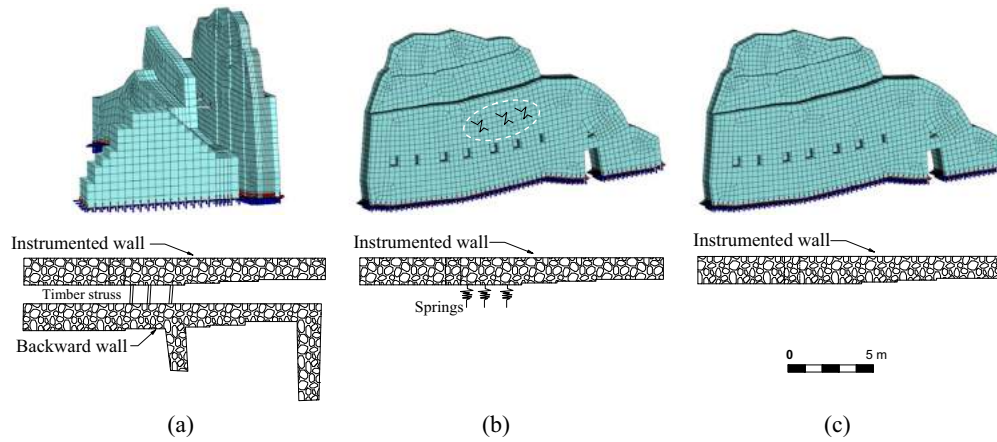 Instrumented wall
Timber struss
Backward wall
Instrumented wall
Springs
Instrumented wall
0 5 m
(a) (b) (c)